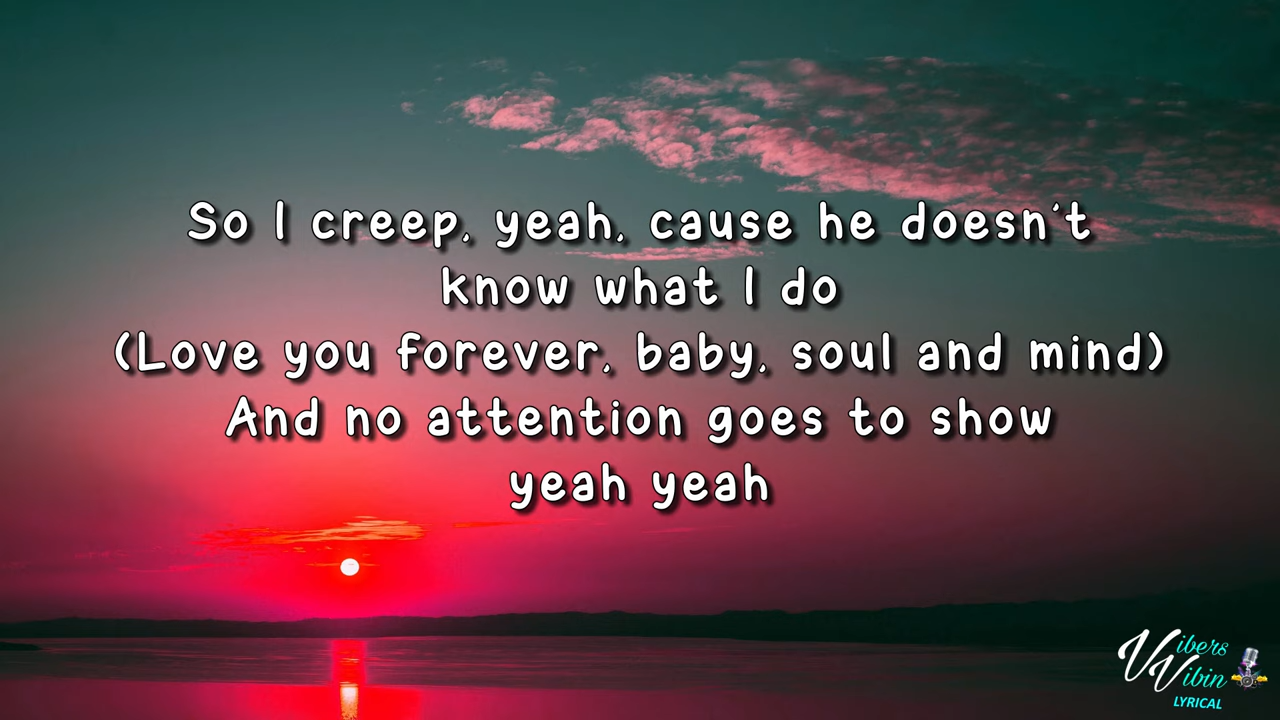 So I creep, yeah, cause he doesn't
know what I do
(Love you forever, baby, soul and mind)
And no attention goes to show
yeah yeah
Vibers
Vibin
LYRICAL